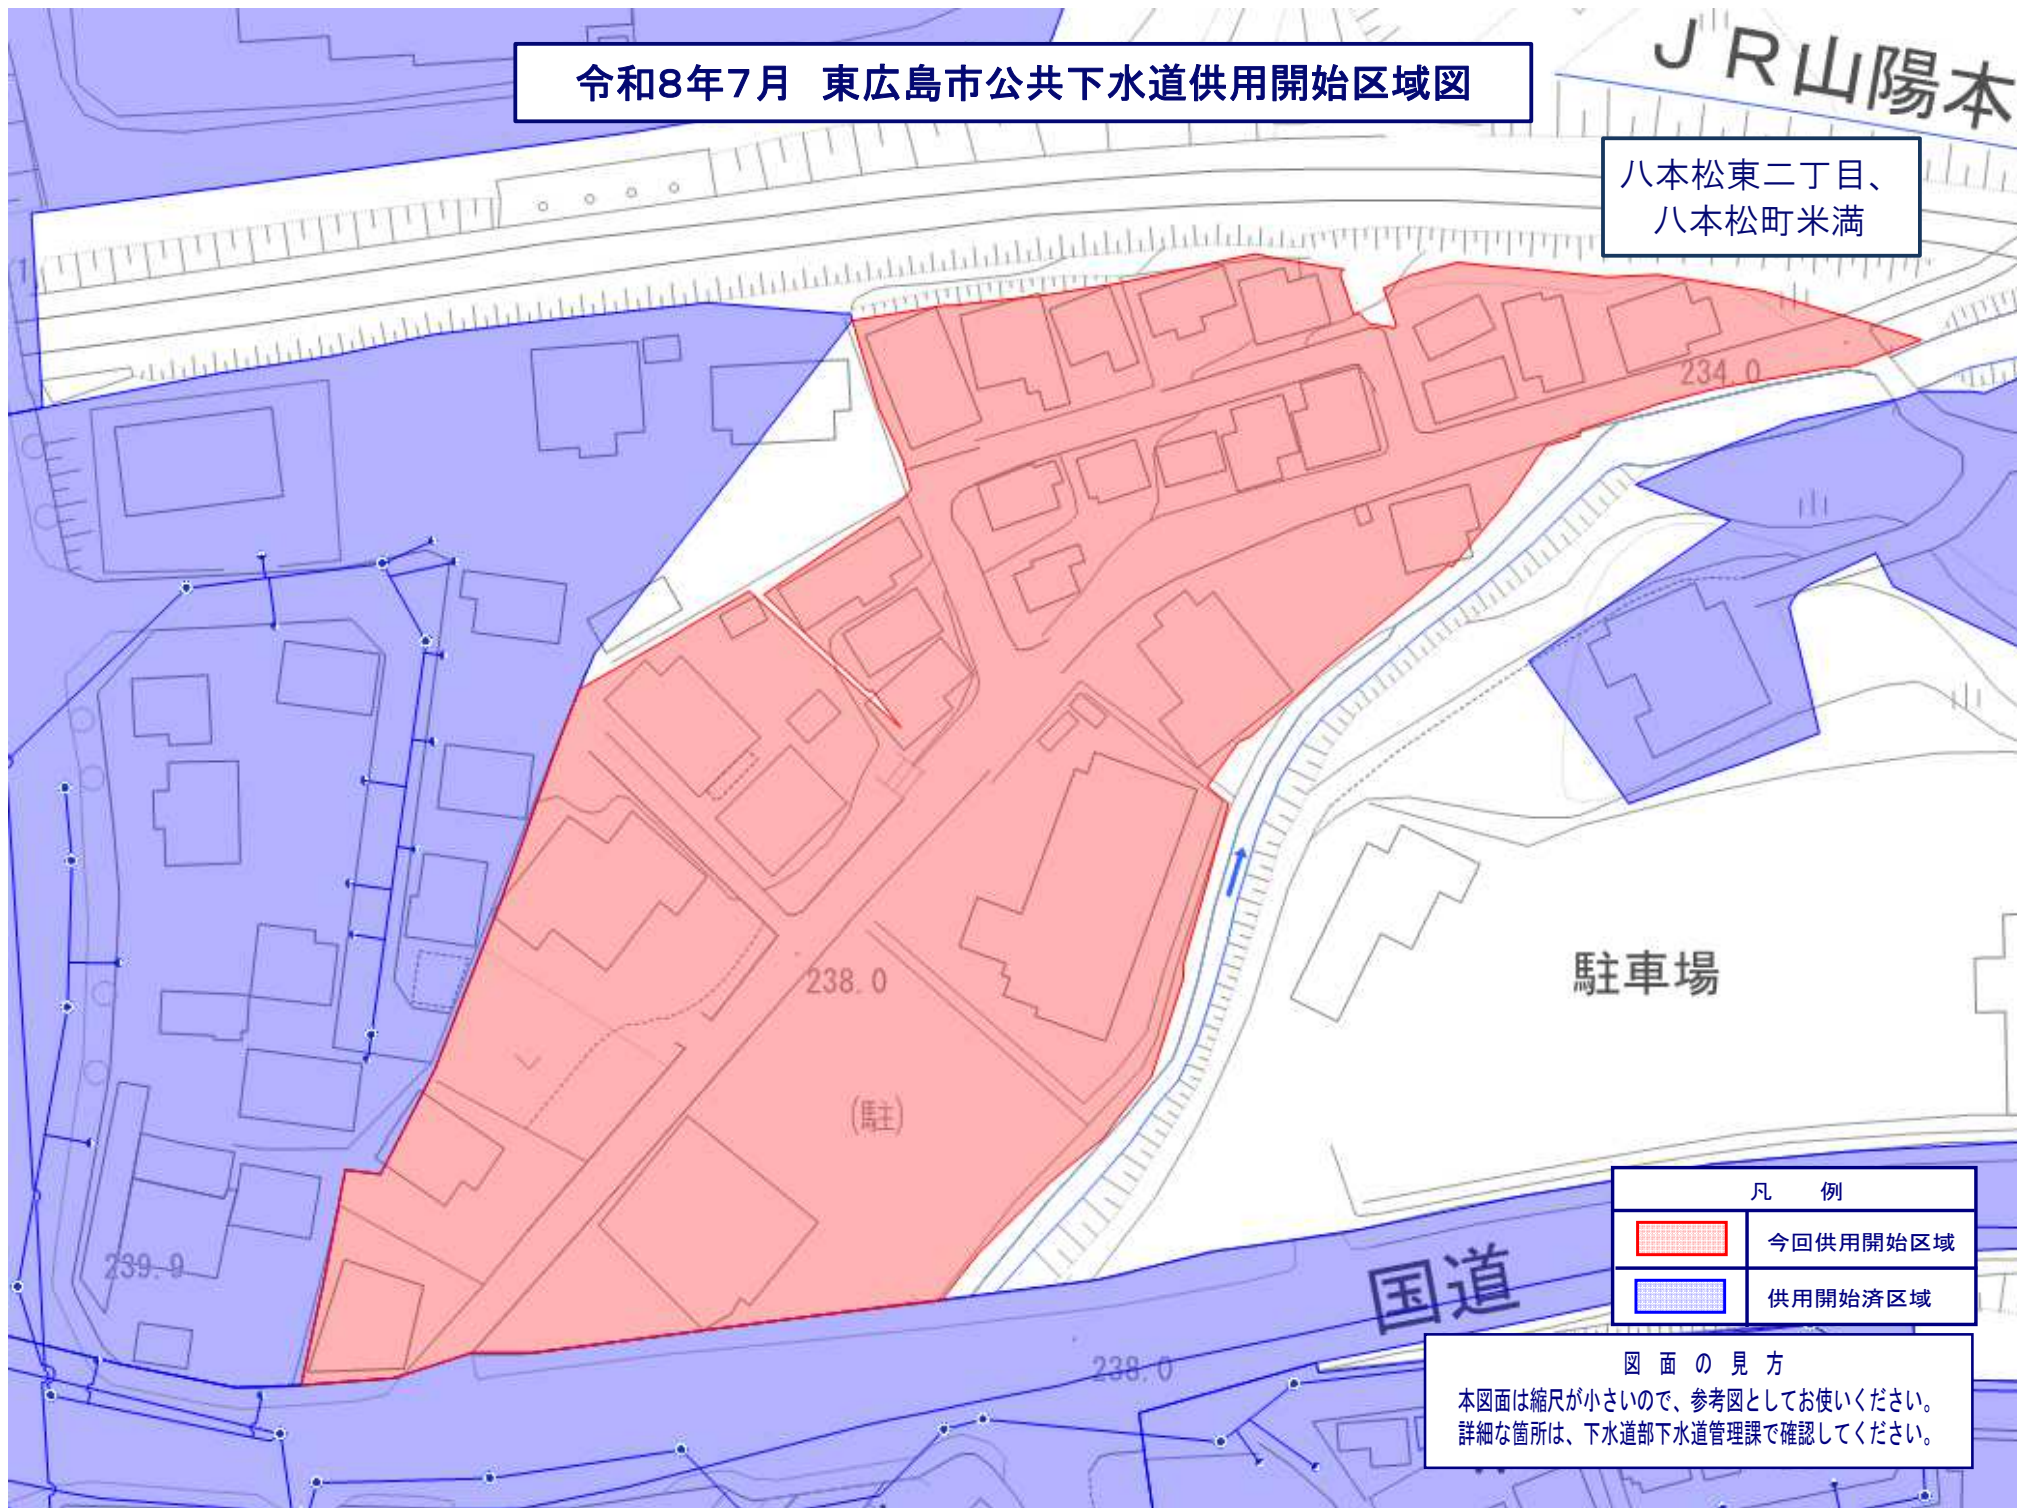 令和8年7月　東広島市公共下水道供用開始区域図
ＪＲ山陽本
八本松東二丁目、
八本松町米満
234.0
駐車場
238.0
(駐)
239.9
国道
238.0
凡　例
今回供用開始区域
供用開始済区域
図　面　の　見　方
本図面は縮尺が小さいので、参考図としてお使いください。
詳細な箇所は、下水道部下水道管理課で確認してください。